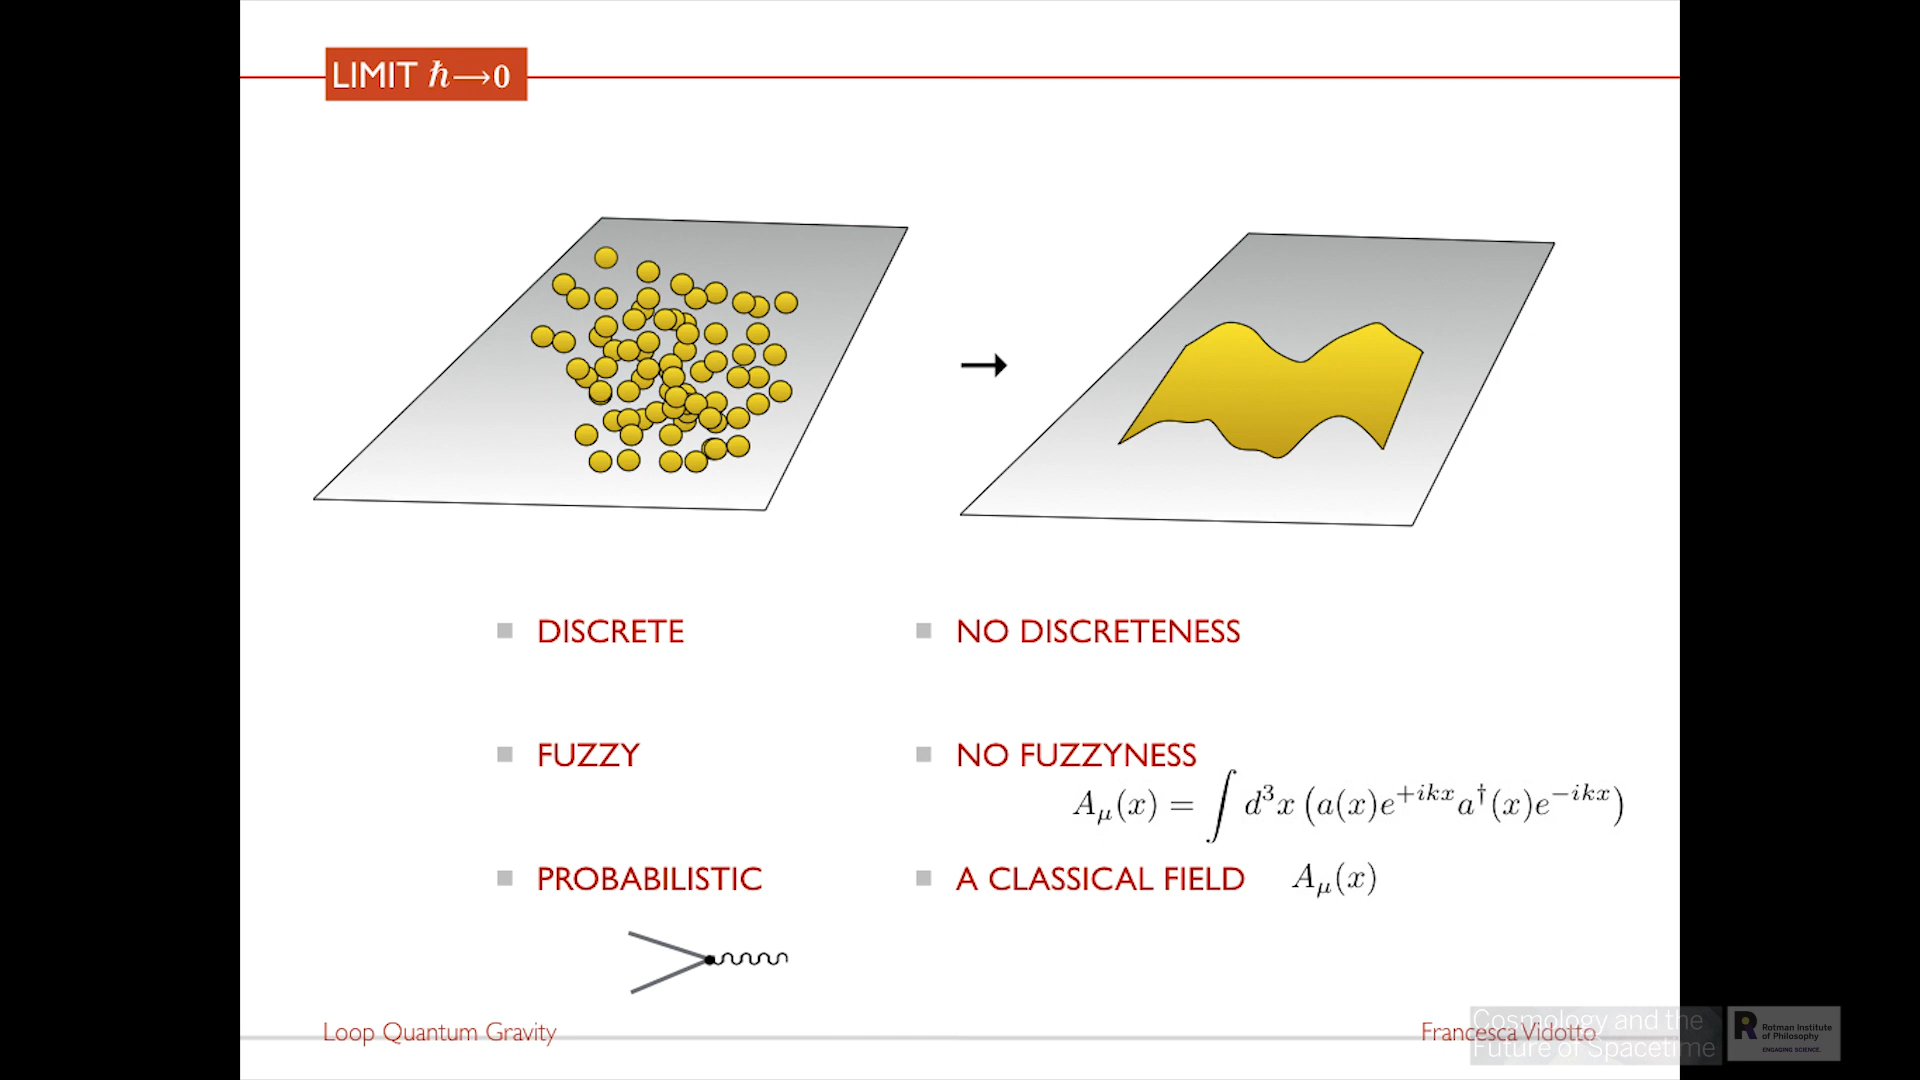 LIMIT ℏ→0
DISCRETE
NO DISCRETENESS
FUZZY
NO FUZZYNESS
A_μ(x) = ∫ d³x (a(x)e^{+ikx}a^†(x)e^{-ikx})
PROBABILISTIC
A CLASSICAL FIELD A_μ(x)
Loop Quantum Gravity
Francesca Vidotto
Cosmology and the
Future of Spacetime
R
Rotman Institute
of Philosophy
ENGAGING SCIENCE.